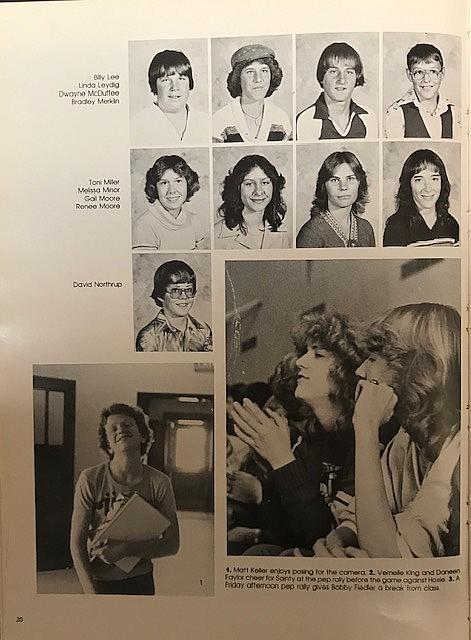 Billy Lee
Linda Leydig
Dwayne McDuffee
Bradley Merklin
Toni Miller
Melissa Minor
Gail Moore
Renee Moore
David Northrup
1
1. Matt Keller enjoys posing for the camera. 2. Vernelle King and Daneen
Faylor cheer for Sainty at the pep rally before the game against Hoxie. 3. A
Friday afternoon pep rally gives Bobby Fiedler a break from class.
20